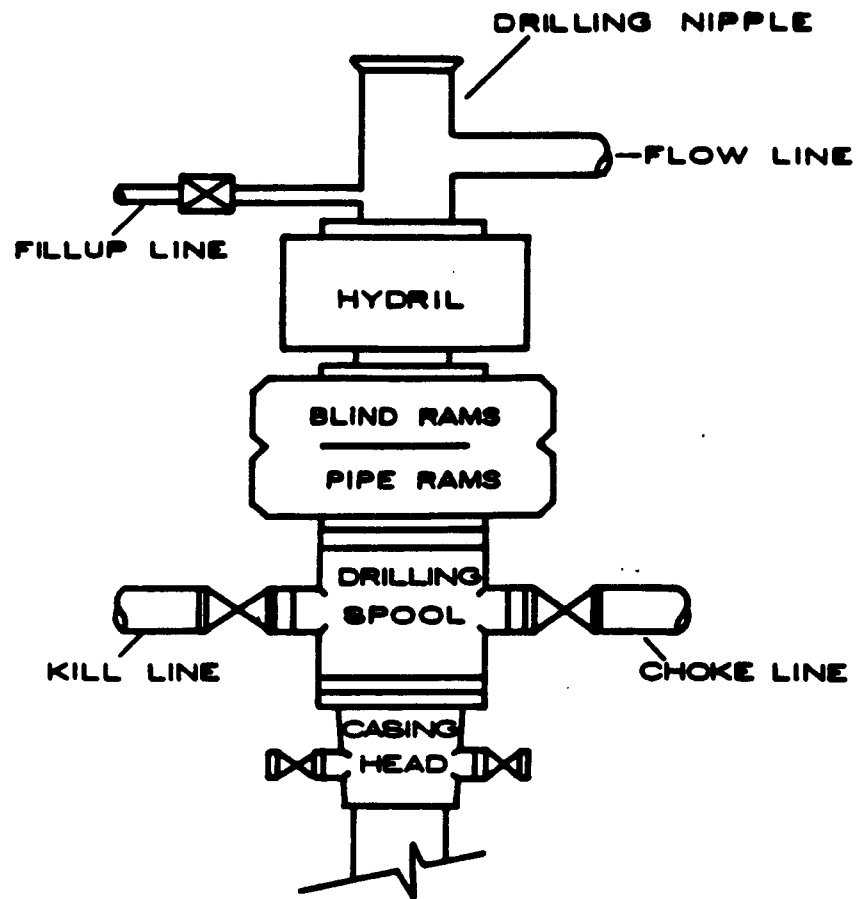 DRILLING NIPPLE
FLOW LINE
FILLUP LINE
HYDRIL
BLIND RAMS
PIPE RAMS
DRILLING
SPOOL
KILL LINE
CHOKE LINE
CASING
HEAD